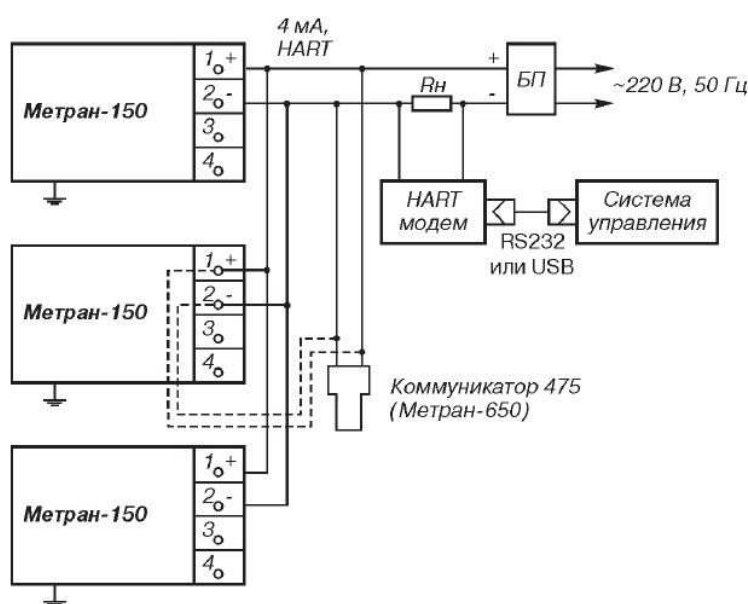 4 мА,
HART
1 +
2 -
3
4
Метран-150
Rн
+
-
БП
~220 В, 50 Гц
HART
модем
RS232
или USB
Система
управления
1 +
2 -
3
4
Метран-150
Коммуникатор 475
(Метран-650)
1 +
2 -
3
4
Метран-150